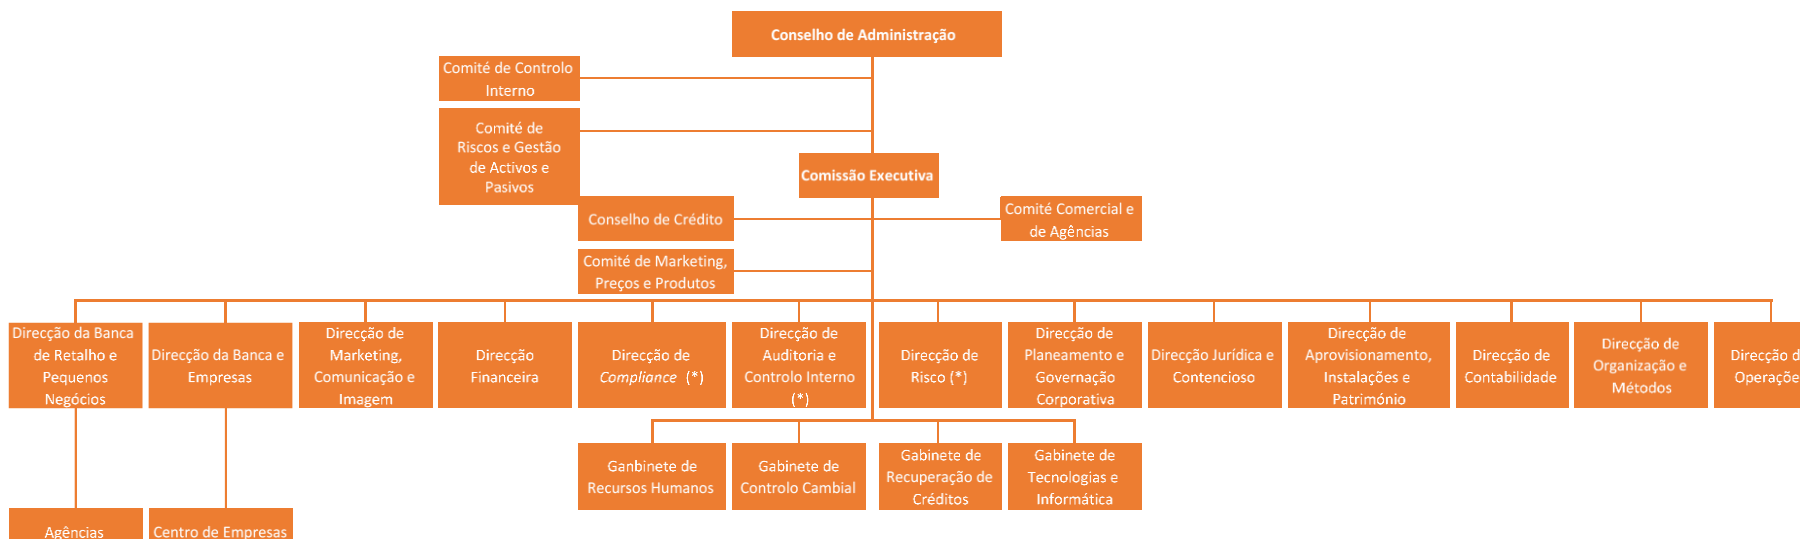 Conselho de Administração
Comité de Controlo
Interno
Comité de
Riscos e Gestão
de Activos e
Pasivos
Comissão Executiva
Conselho de Crédito
Comité Comercial e
de Agências
Comité de Marketing,
Preços e Produtos
Direcção da Banca
de Retalho e
Pequenos
Negócios
Direcção da Banca e
Empresas
Direcção de
Marketing,
Comunicação e
Imagem
Direcção
Financeira
Direcção de
Compliance (*)
Direcção de
Auditoria e
Controlo Interno
(*)
Direcção de
Risco (*)
Direcção de
Planeamento e
Governação
Corporativa
Direcção Jurídica e
Contencioso
Direcção de
Aprovisionamento,
Instalações e
Património
Direcção de
Contabilidade
Direcção de
Organização e
Métodos
Direcção d
Operaçõe
Ganbinete de
Recursos Humanos
Gabinete de
Controlo Cambial
Gabinete de
Recuperação de
Créditos
Gabinete de
Tecnologias e
Informática
Agências
Centro de Empresas